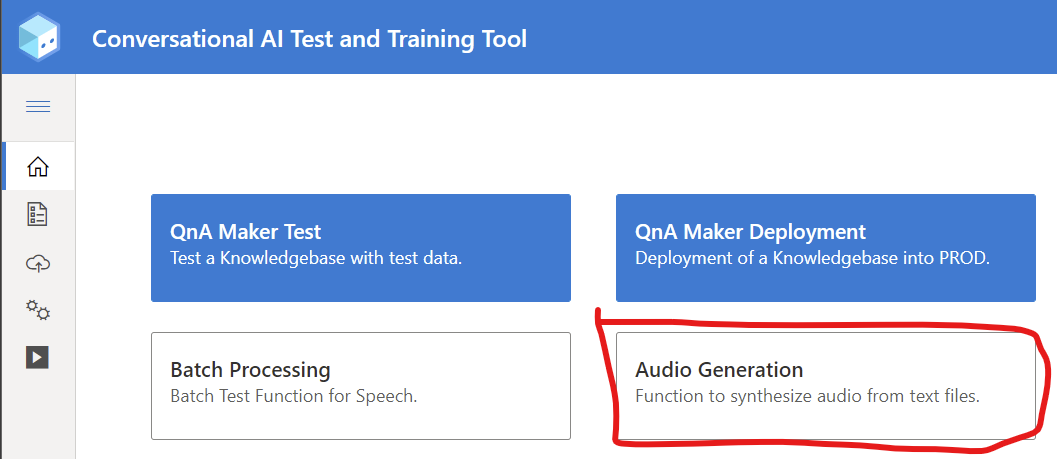 Conversational AI Test and Training Tool
QnA Maker Test
Test a Knowledgebase with test data.
QnA Maker Deployment
Deployment of a Knowledgebase into PROD.
Batch Processing
Batch Test Function for Speech.
Audio Generation
Function to synthesize audio from text files.